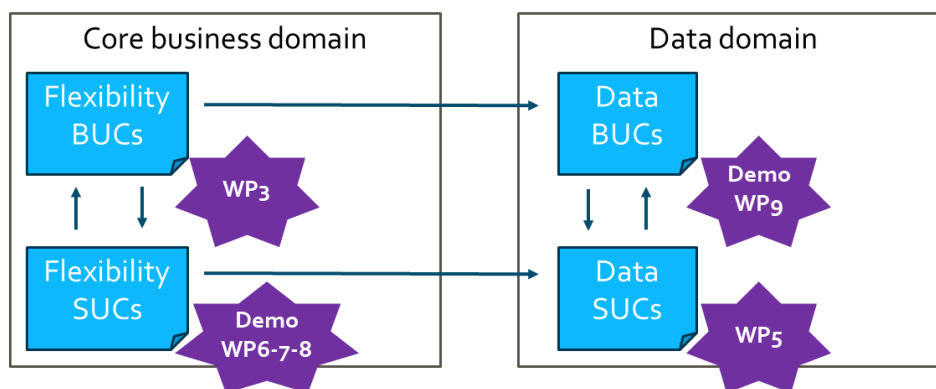 Core business domain
Data domain
Flexibility
BUCs
Data
BUCs
WP3
Demo
WP9
Flexibility
SUCs
Data
SUCs
Demo
WP6-7-8
WP5